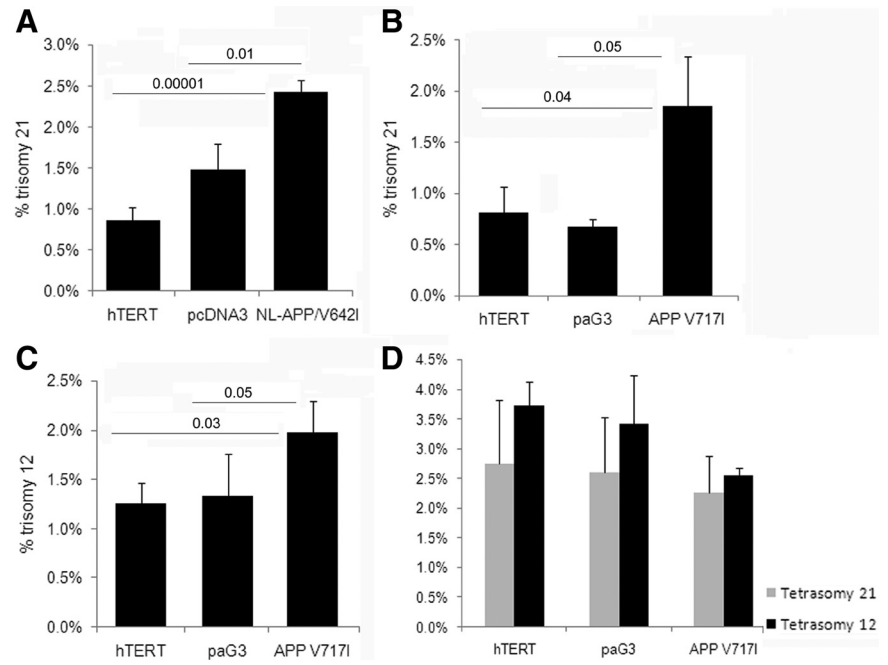 A
3.0%
2.5%
2.0%
1.5%
1.0%
0.5%
0.0%
% trisomy 21
0.01
0.00001
hTERT
pcDNA3
NL-APP/V642I
B
2.5%
2.0%
1.5%
1.0%
0.5%
0.0%
% trisomy 21
0.05
0.04
hTERT
paG3
APP V717I
C
2.5%
2.0%
1.5%
1.0%
0.5%
0.0%
% trisomy 12
0.05
0.03
hTERT
paG3
APP V717I
D
4.5%
4.0%
3.5%
3.0%
2.5%
2.0%
1.5%
1.0%
0.5%
0.0%
hTERT
paG3
APP V717I
Tetrasomy 21
Tetrasomy 12